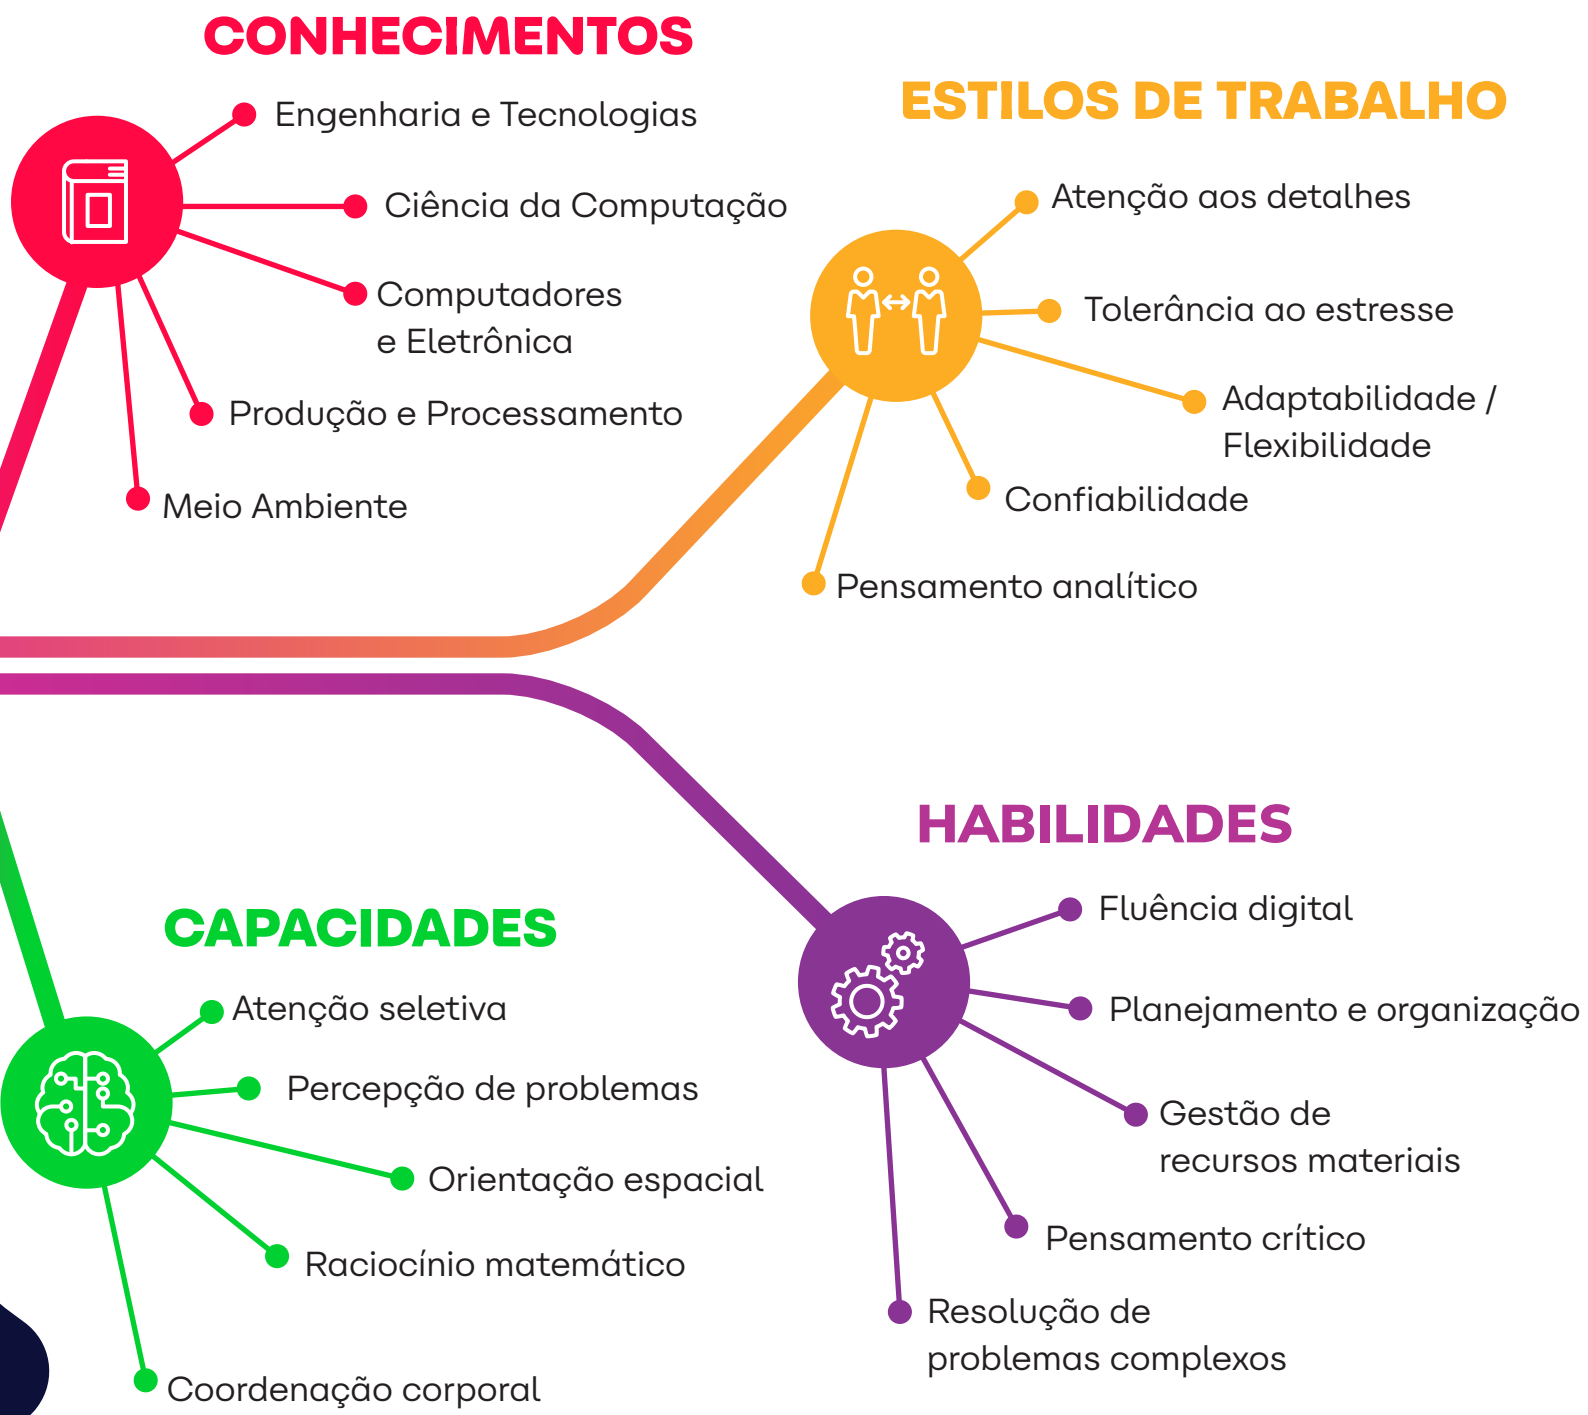 CONHECIMENTOS
Engenharia e Tecnologias
Ciência da Computação
Computadores
e Eletrônica
Produção e Processamento
Meio Ambiente
ESTILOS DE TRABALHO
Atenção aos detalhes
Tolerância ao estresse
Adaptabilidade /
Flexibilidade
Confiabilidade
Pensamento analítico
CAPACIDADES
Atenção seletiva
Percepção de problemas
Orientação espacial
Raciocínio matemático
Coordenação corporal
HABILIDADES
Fluência digital
Planejamento e organização
Gestão de
recursos materiais
Pensamento crítico
Resolução de
problemas complexos